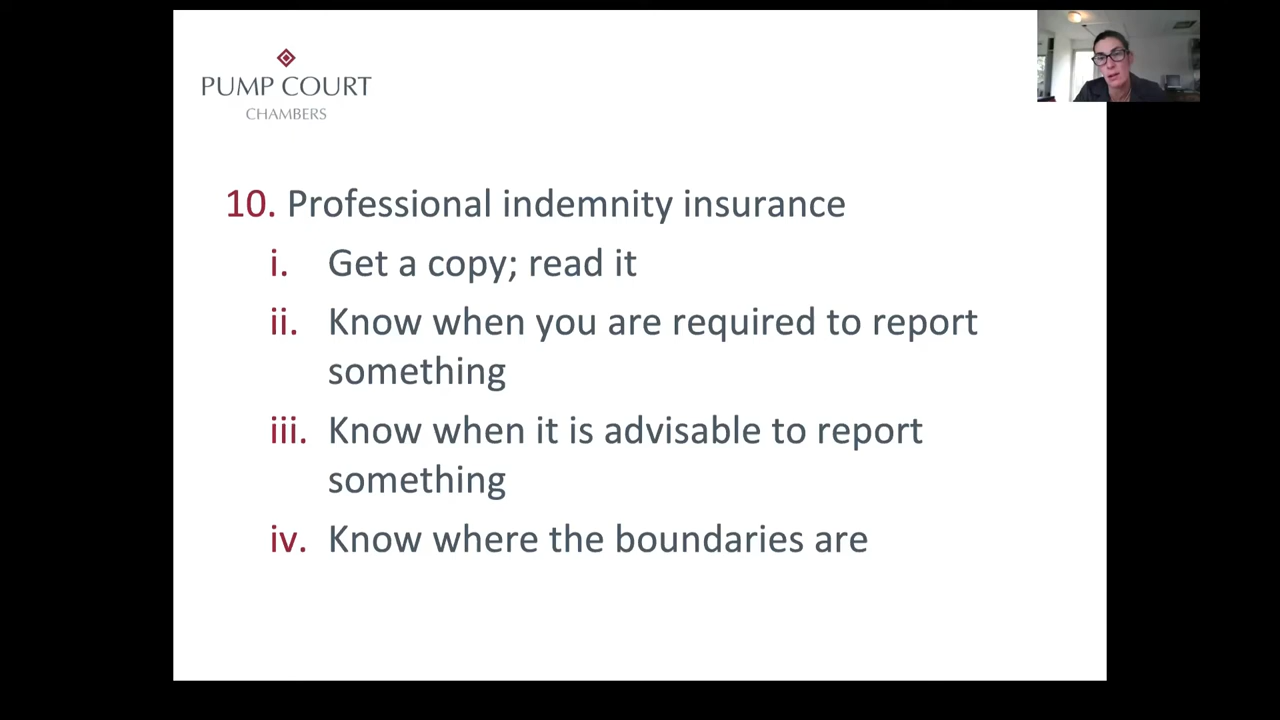 PUMP COURT
CHAMBERS
10. Professional indemnity insurance
i. Get a copy; read it
ii. Know when you are required to report
something
iii. Know when it is advisable to report
something
iv. Know where the boundaries are